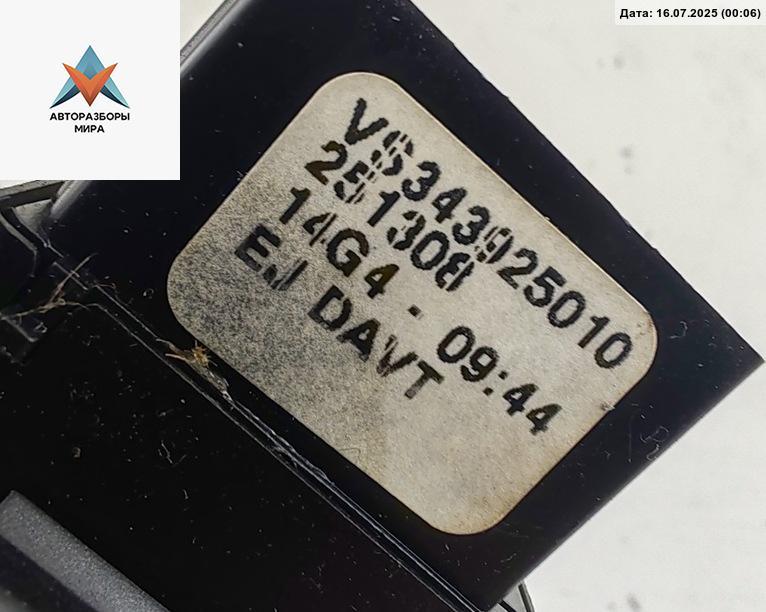 Дата: 16.07.2025 (00:06)
АВТОРАЗБОРЫ
МИРА
VS343925010
251308
14G4 - 09:44
EJ DAVT